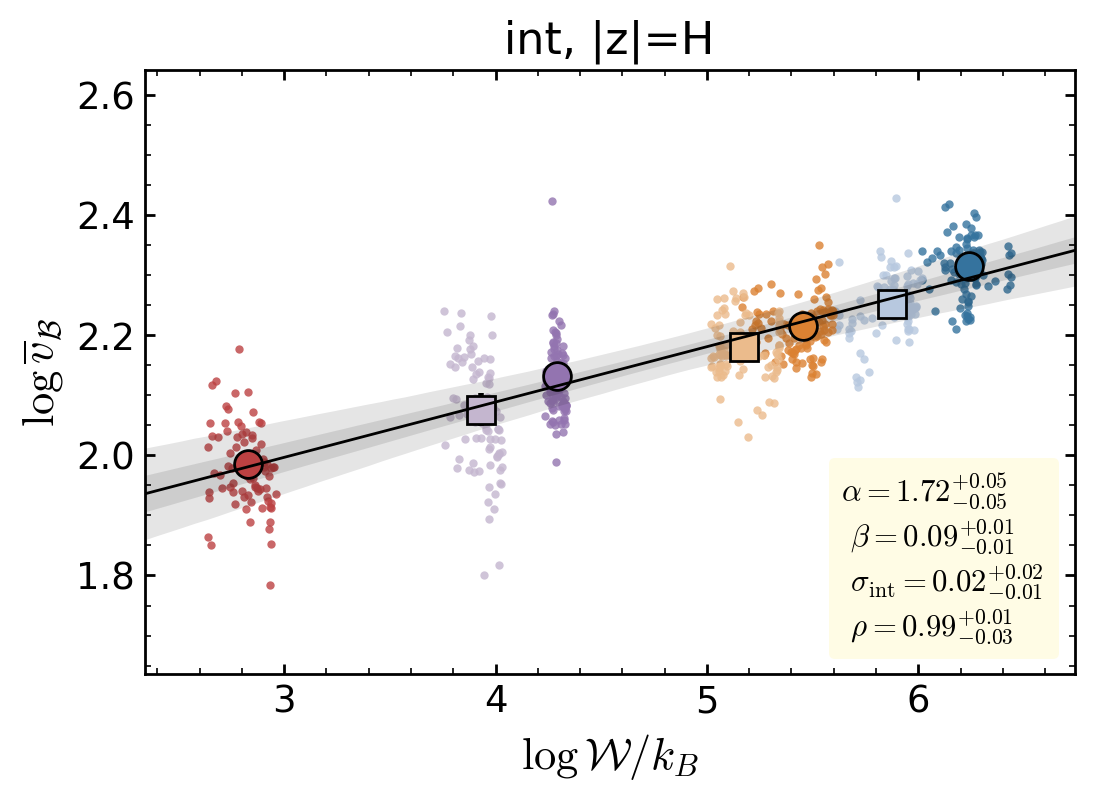 int, |z|=H
log v̅_ℬ
2.6
2.4
2.2
2.0
1.8
α = 1.72^{+0.05}_{-0.05}
β = 0.09^{+0.01}_{-0.01}
σ_int = 0.02^{+0.02}_{-0.01}
ρ = 0.99^{+0.01}_{-0.03}
3 4 5 6
log 𝒲/k_B